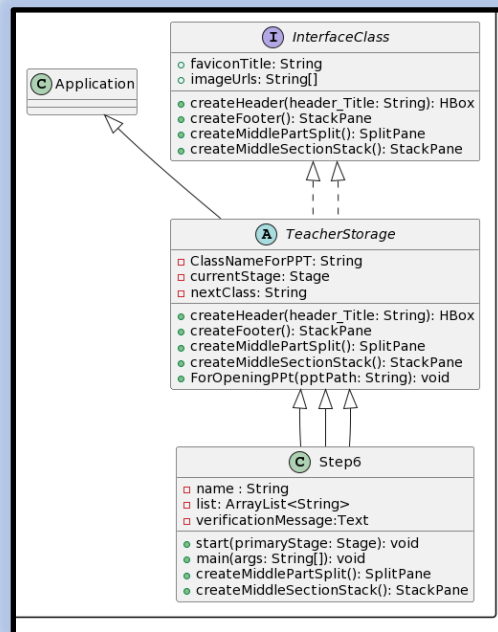 I InterfaceClass
faviconTitle: String
imageUrls: String[]
createHeader(header_Title: String): HBox
createFooter(): StackPane
createMiddlePartSplit(): SplitPane
createMiddleSectionStack(): StackPane
C Application
A TeacherStorage
ClassNameForPPT: String
currentStage: Stage
nextClass: String
createHeader(header_Title: String): HBox
createFooter(): StackPane
createMiddlePartSplit(): SplitPane
createMiddleSectionStack(): StackPane
ForOpeningPPt(pptPath: String): void
C Step6
name : String
list: ArrayList<String>
verificationMessage:Text
start(primaryStage: Stage): void
main(args: String[]): void
createMiddlePartSplit(): SplitPane
createMiddleSectionStack(): StackPane